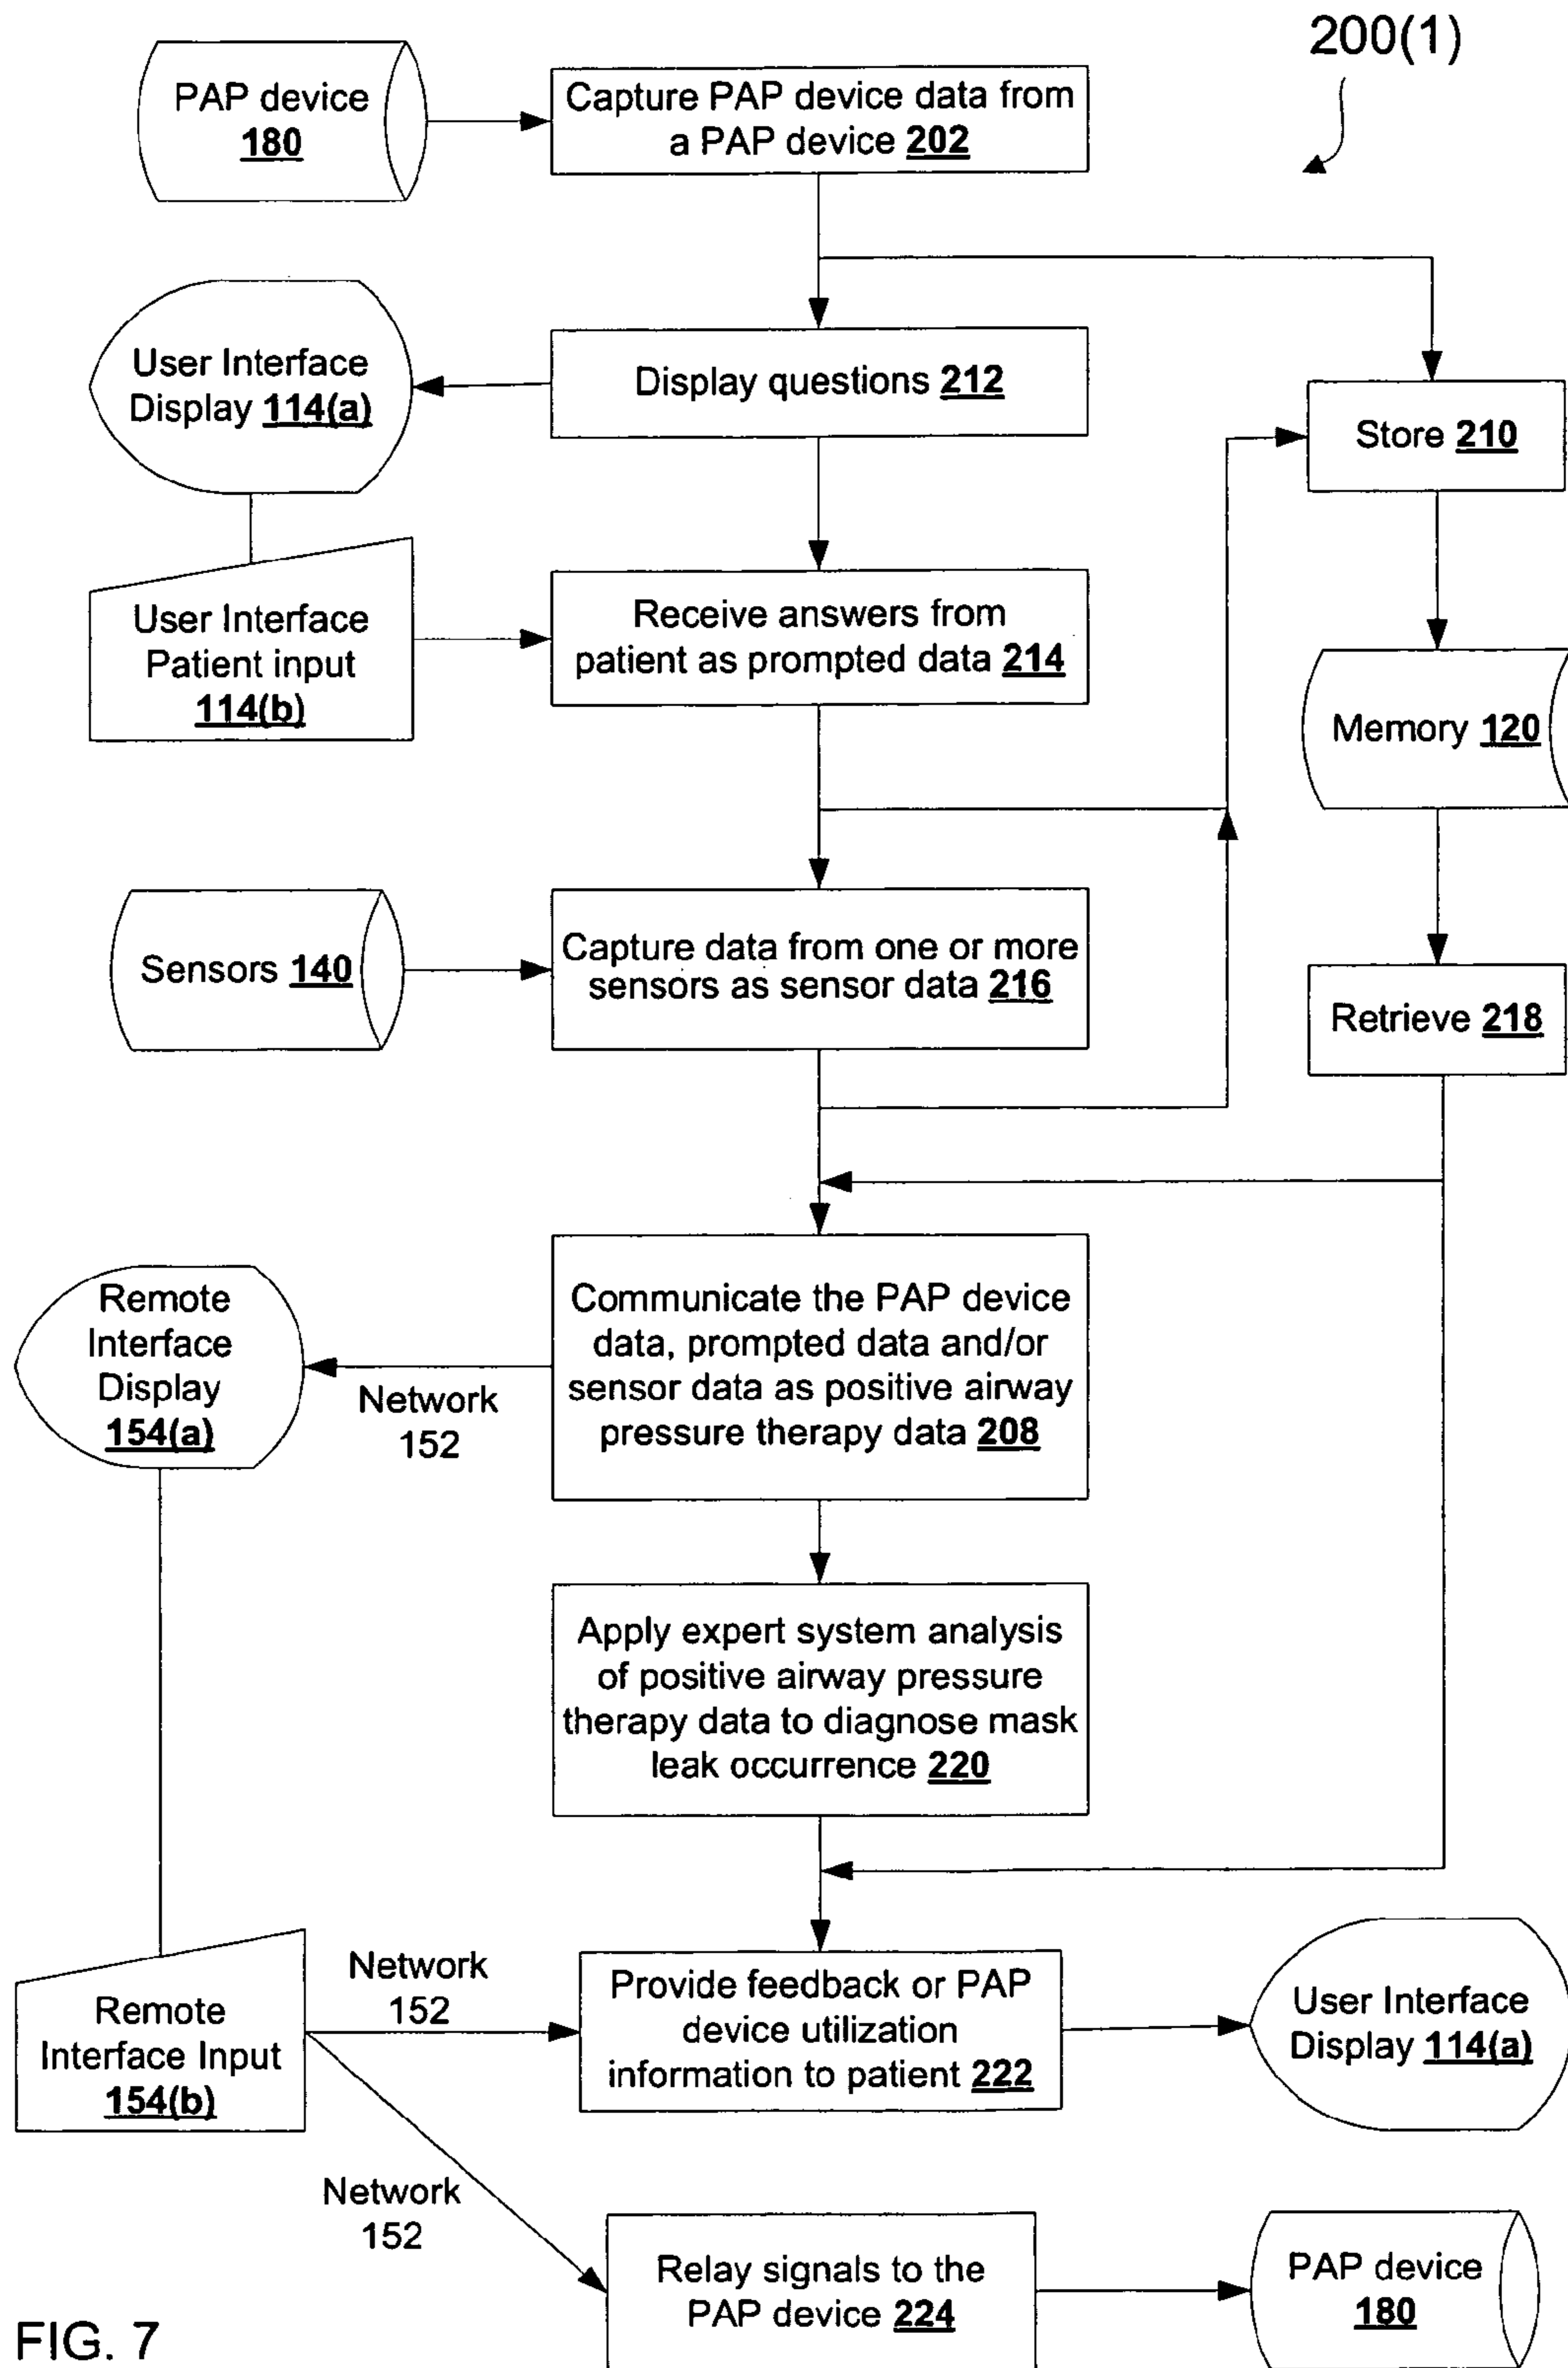 200(1)
PAP device
180
Capture PAP device data from
a PAP device 202
User Interface
Display 114(a)
Display questions 212
Store 210
User Interface
Patient input
114(b)
Receive answers from
patient as prompted data 214
Memory 120
Sensors 140
Capture data from one or more
sensors as sensor data 216
Retrieve 218
Remote
Interface
Display
154(a)
Network
152
Communicate the PAP device
data, prompted data and/or
sensor data as positive airway
pressure therapy data 208
Apply expert system analysis
of positive airway pressure
therapy data to diagnose mask
leak occurrence 220
Remote
Interface Input
154(b)
Network
152
Provide feedback or PAP
device utilization
information to patient 222
User Interface
Display 114(a)
Network
152
Relay signals to the
PAP device 224
PAP device
180
FIG. 7